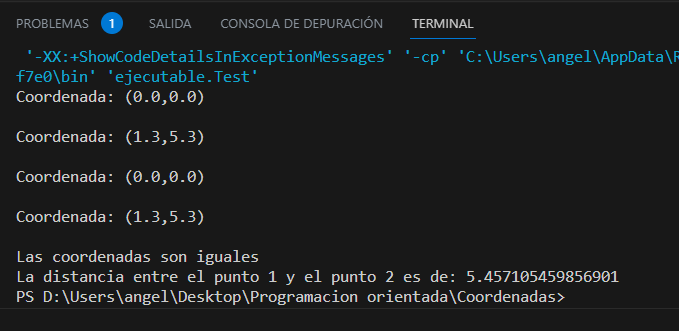 PROBLEMAS 1 SALIDA CONSOLA DE DEPURACIÓN TERMINAL
'-XX:+ShowCodeDetailsInExceptionMessages' '-cp' 'C:\Users\angel\AppData\R
f7e0\bin' 'ejecutable.Test'
Coordenada: (0.0,0.0)
Coordenada: (1.3,5.3)
Coordenada: (0.0,0.0)
Coordenada: (1.3,5.3)
Las coordenadas son iguales
La distancia entre el punto 1 y el punto 2 es de: 5.457105459856901
PS D:\Users\angel\Desktop\Programacion orientada\Coordenadas>